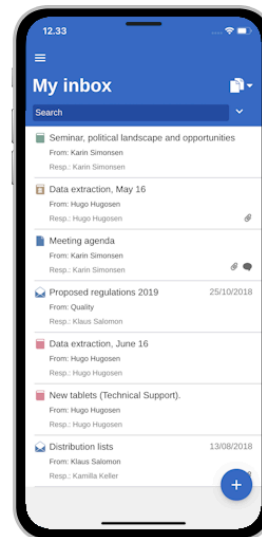 12.33
My inbox
Search
Seminar, political landscape and opportunities
From: Karin Simonsen
Resp.: Karin Simonsen
Data extraction, May 16
From: Hugo Hugosen
Resp.: Hugo Hugosen
Meeting agenda
From: Karin Simonsen
Resp.: Karin Simonsen
Proposed regulations 2019 25/10/2018
From: Quality
Resp.: Klaus Salomon
Data extraction, June 16
From: Hugo Hugosen
Resp.: Hugo Hugosen
New tablets (Technical Support).
From: Hugo Hugosen
Resp.: Hugo Hugosen
Distribution lists 13/08/2018
From: Klaus Salomon
Resp.: Kamilla Keller